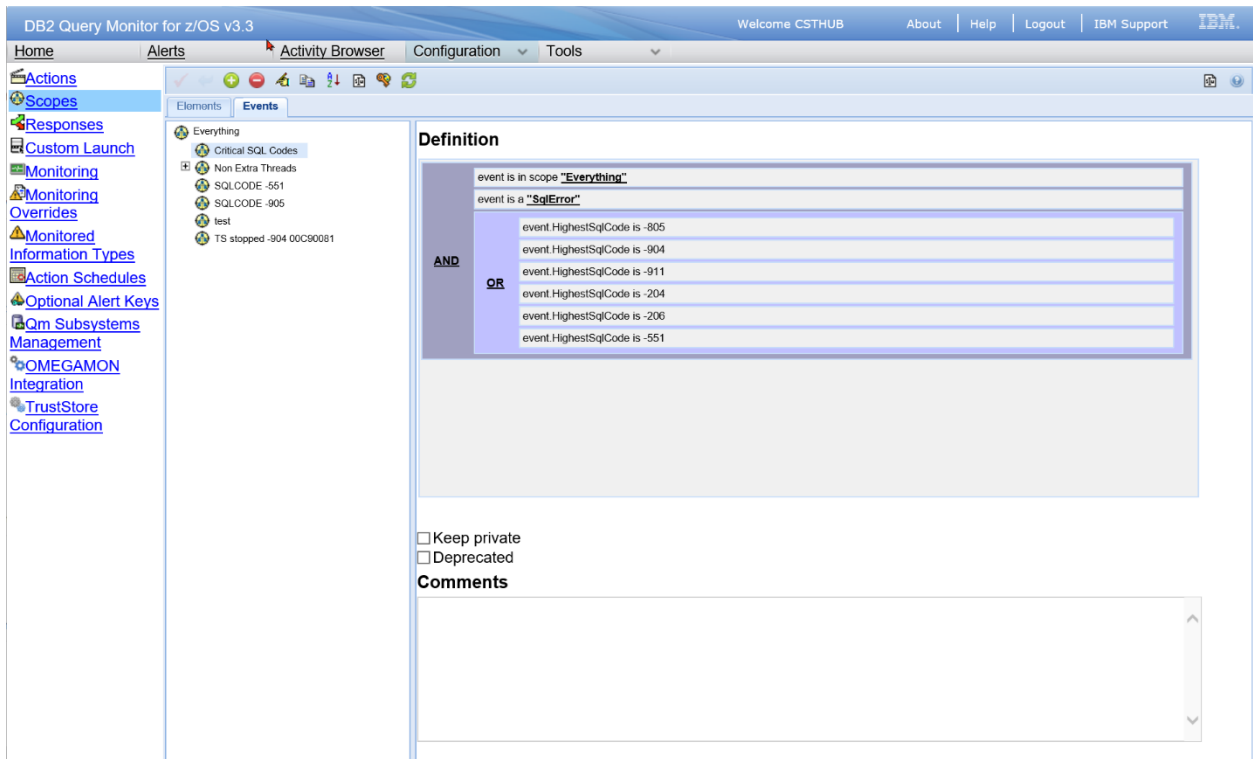 DB2 Query Monitor for z/OS v3.3
Welcome CSTHUB
About
Help
Logout
IBM Support
IBM.
Home
Alerts
Activity Browser
Configuration
Tools
Actions
Scopes
Responses
Custom Launch
Monitoring
Monitoring
Overrides
Monitored
Information Types
Action Schedules
Optional Alert Keys
Qm Subsystems
Management
OMEGAMON
Integration
TrustStore
Configuration
Elements
Events
Everything
Critical SQL Codes
Non Extra Threads
SQLCODE -551
SQLCODE -905
test
TS stopped -904 00C90081
Definition
event is in scope "Everything"
event is a "SqlError"
AND
OR
event.HighestSqlCode is -805
event.HighestSqlCode is -904
event.HighestSqlCode is -911
event.HighestSqlCode is -204
event.HighestSqlCode is -206
event.HighestSqlCode is -551
Keep private
Deprecated
Comments